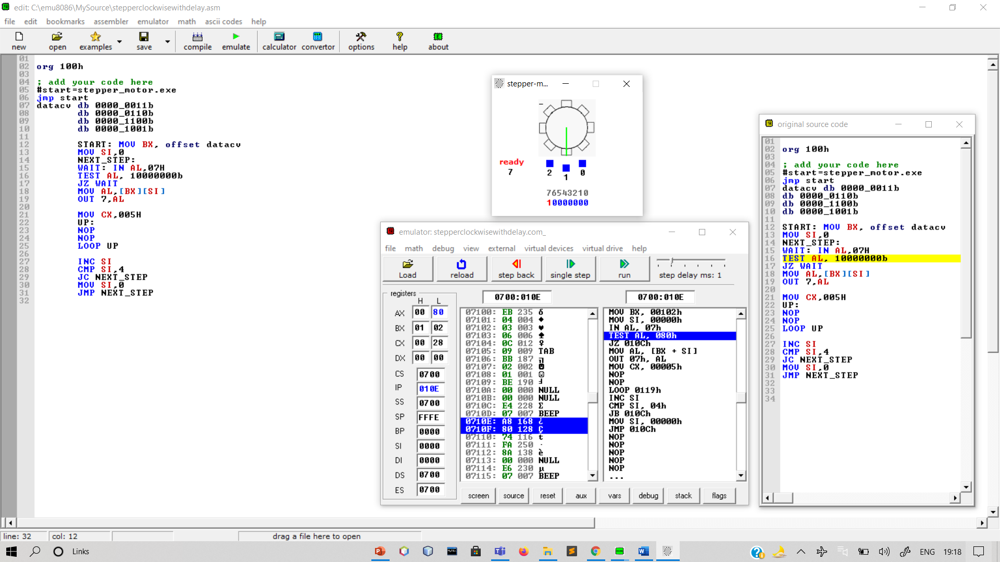 edit: C:\emu8086\MySource\stepperclockwisewithdelay.asm
file edit bookmarks assembler emulator math ascii codes help
new open examples save compile emulate calculator convertor options help about
01
02 org 100h
03
04 ; add your code here
05 #start=stepper_motor.exe
06 jmp start
07 datacv db 0000_0011b
08 db 0000_0110b
09 db 0000_1100b
10 db 0000_1001b
11
12 START: MOV BX, offset datacv
13 MOV SI,0
14 NEXT_STEP:
15 WAIT: IN AL,07H
16 TEST AL, 10000000b
17 JZ WAIT
18 MOV AL,[BX][SI]
19 OUT 7,AL
20
21 MOV CX,005H
22 UP:
23 NOP
24 NOP
25 LOOP UP
26
27 INC SI
28 CMP SI,4
29 JC NEXT_STEP
30 MOV SI,0
31 JMP NEXT_STEP
32
stepper-m...
ready
7
2 1 0
76543210
10000000
original source code
01
02 org 100h
03
04 ; add your code here
05 #start=stepper_motor.exe
06 jmp start
07 datacv db 0000_0011b
08 db 0000_0110b
09 db 0000_1100b
10 db 0000_1001b
11
12 START: MOV BX, offset datacv
13 MOV SI,0
14 NEXT_STEP:
15 WAIT: IN AL,07H
16 TEST AL, 10000000b
17 JZ WAIT
18 MOV AL,[BX][SI]
19 OUT 7,AL
20
21 MOV CX,005H
22 UP:
23 NOP
24 NOP
25 LOOP UP
26
27 INC SI
28 CMP SI,4
29 JC NEXT_STEP
30 MOV SI,0
31 JMP NEXT_STEP
32
33
34
emulator: stepperclockwisewithdelay.com_
file math debug view external virtual devices virtual drive help
Load reload step back single step run step delay ms: 1
registers
H L
AX 00 80
BX 01 02
CX 00 28
DX 00 00
CS 0700
IP 010E
SS 0700
SP FFFE
BP 0000
SI 0000
DI 0000
DS 0700
ES 0700
0700:010E
07100: EB 235 δ
07101: 04 004 ♦
07102: 03 003 ♥
07103: 06 006 ♠
07104: 0C 012 ♀
07105: 09 009 TAB
07106: BB 187 ╗
07107: 02 002 ☻
07108: 01 001 ☺
07109: BE 190 ╛
0710A: 00 000 NULL
0710B: 00 000 NULL
0710C: E4 228 Σ
0710D: 07 007 BEEP
0710E: A8 168 ¿
0710F: 80 128 Ç
07110: 74 116 t
07111: FA 250 ·
07112: 8A 138 è
07113: 00 000 NULL
07114: E6 230 µ
07115: 07 007 BEEP
0700:010E
MOV BX, 00102h
MOV SI, 00000h
IN AL, 07h
TEST AL, 080h
JZ 010Ch
MOV AL, [BX + SI]
OUT 07h, AL
MOV CX, 00005h
NOP
NOP
LOOP 0119h
INC SI
CMP SI, 04h
JB 010Ch
MOV SI, 00000h
JMP 010Ch
NOP
NOP
NOP
NOP
NOP
...
screen source reset aux vars debug stack flags
line: 32 col: 12 drag a file here to open
Links ENG 19:18